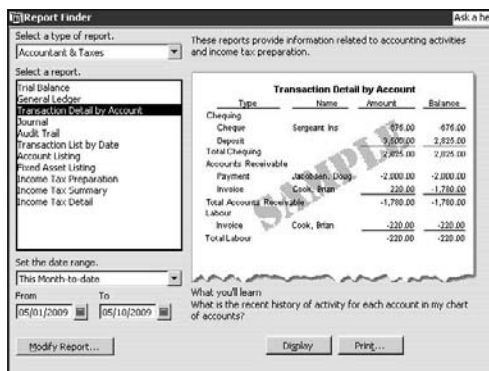 Report Finder
Ask a he
Select a type of report.
Accountant & Taxes
Select a report.
Trial Balance
General Ledger
Transaction Detail by Account
Journal
Audit Trail
Transaction List by Date
Account Listing
Fixed Asset Listing
Income Tax Preparation
Income Tax Summary
Income Tax Detail
Set the date range.
This Month-to-date
From To
05/01/2009 05/10/2009
Modify Report...
These reports provide information related to accounting activities
and income tax preparation.
Transaction Detail by Account
Type Name Amount Balance
Chequing
Cheque Sergeant Ins -675.00 -675.00
Deposit 3,500.00 2,825.00
Total Chequing 2,825.00 2,825.00
Accounts Receivable
Payment Jacobsen, Doug -2,000.00 -2,000.00
Invoice Cook, Brian 220.00 -1,780.00
Total Accounts Receivable -1,780.00 -1,780.00
Labour
Invoice Cook, Brian -220.00 -220.00
Total Labour -220.00 -220.00
SAMPLE
What you'll learn
What is the recent history of activity for each account in my chart
of accounts?
Display Print...